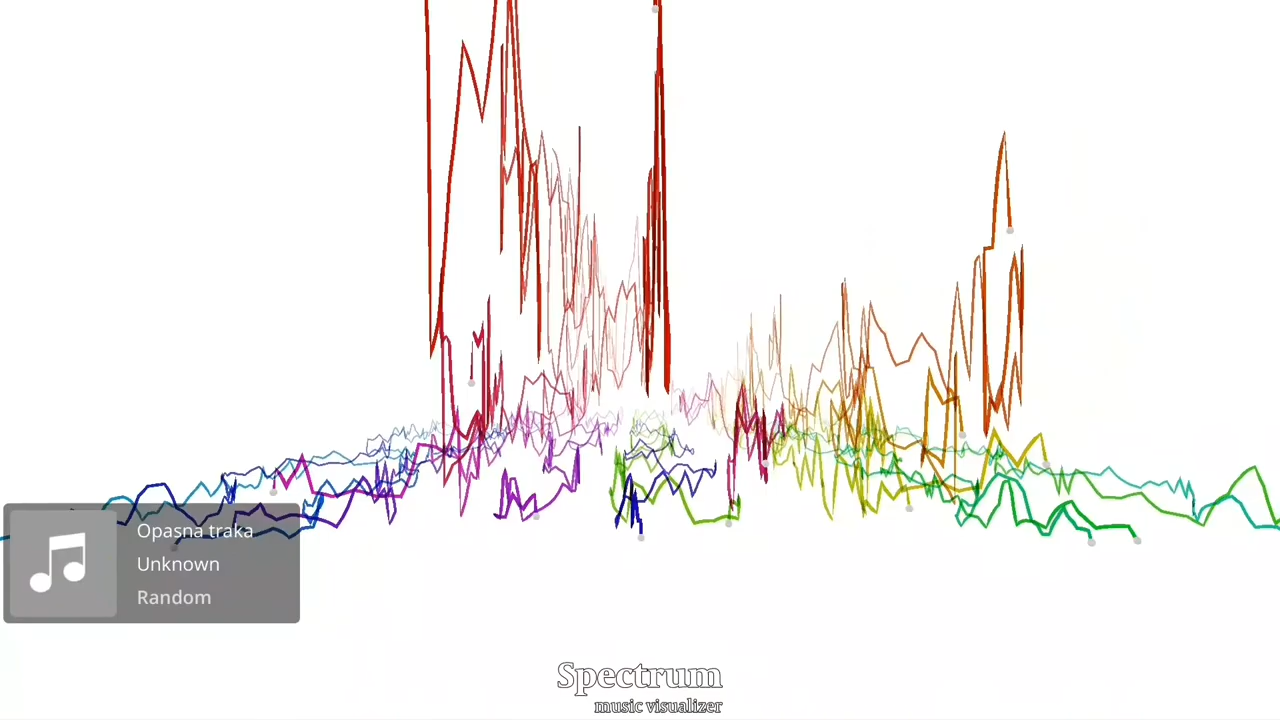 Opasna traka
Unknown
Random
Spectrum
music visualizer